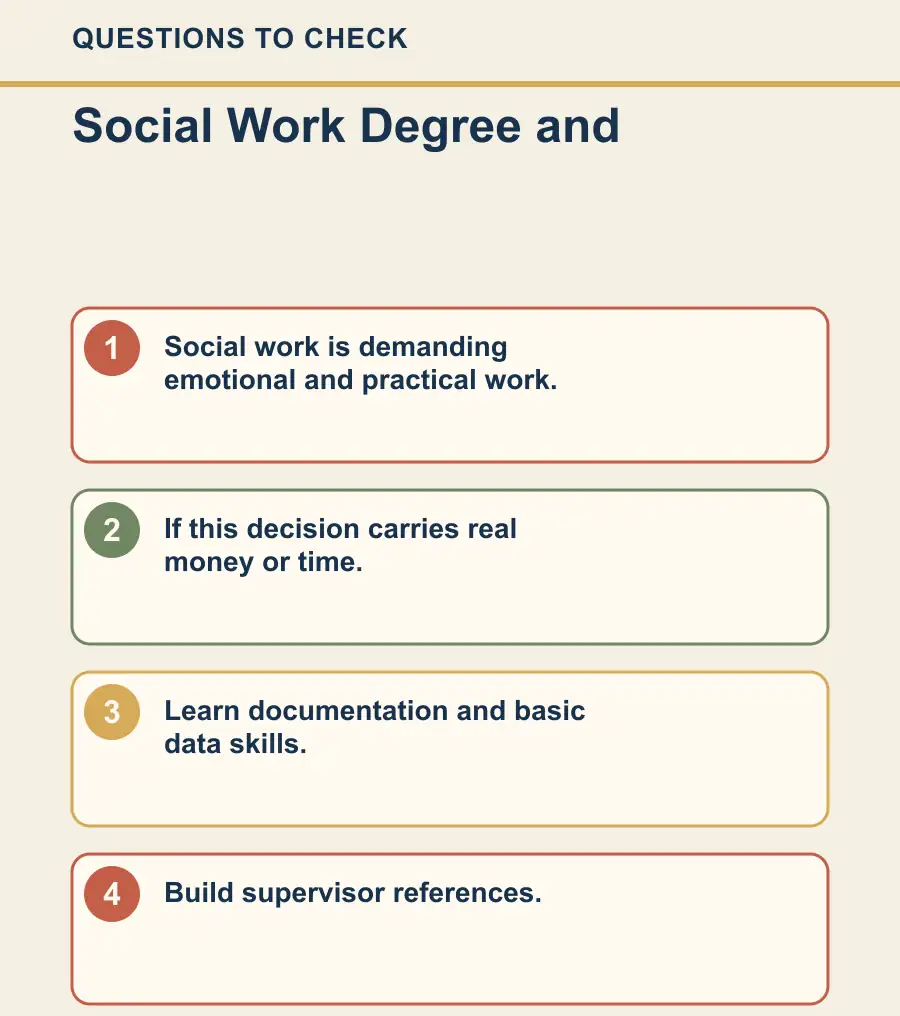 QUESTIONS TO CHECK
Social Work Degree and
1
Social work is demanding
emotional and practical work.
2
If this decision carries real
money or time.
3
Learn documentation and basic
data skills.
4
Build supervisor references.